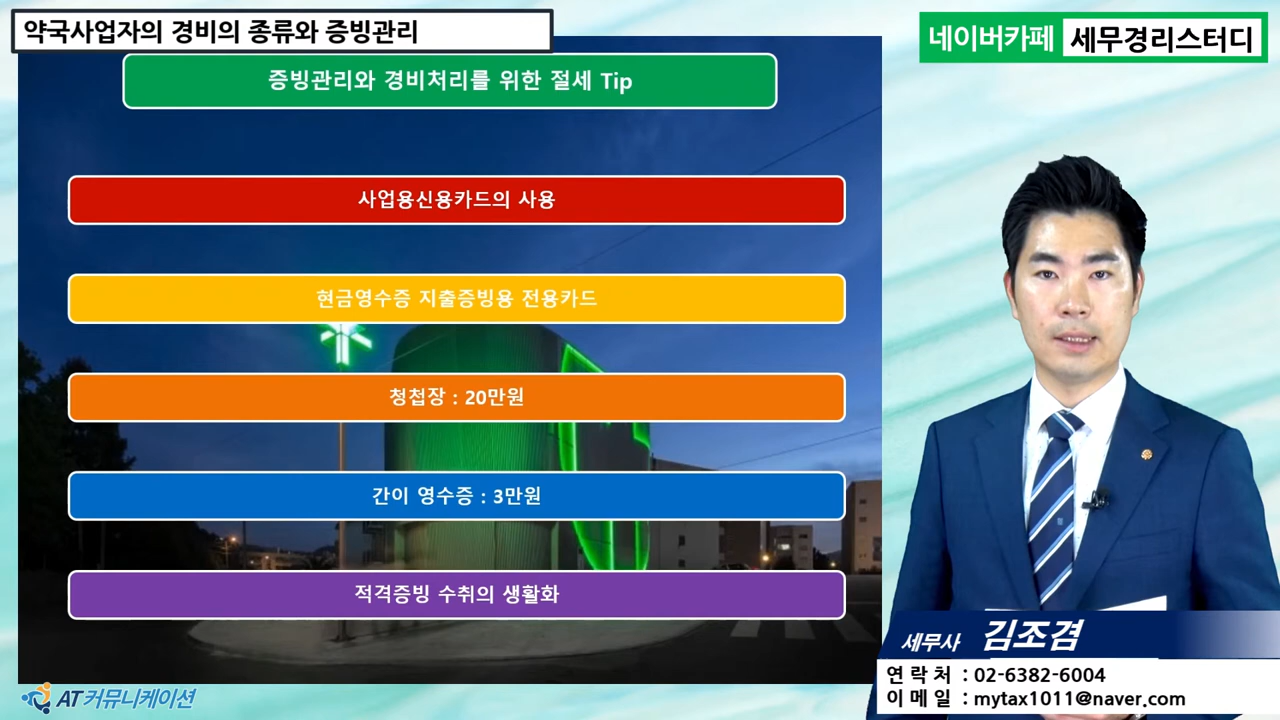 약국사업자의 경비의 종류와 증빙관리
네이버카페 세무경리스터디
증빙관리와 경비처리를 위한 절세 Tip
사업용신용카드의 사용
현금영수증 지출증빙용 전용카드
청첩장 : 20만원
간이 영수증 : 3만원
적격증빙 수취의 생활화
세무사 김조겸
연 락 처 : 02-6382-6004
이 메 일 : mytax1011@naver.com
AT커뮤니케이션